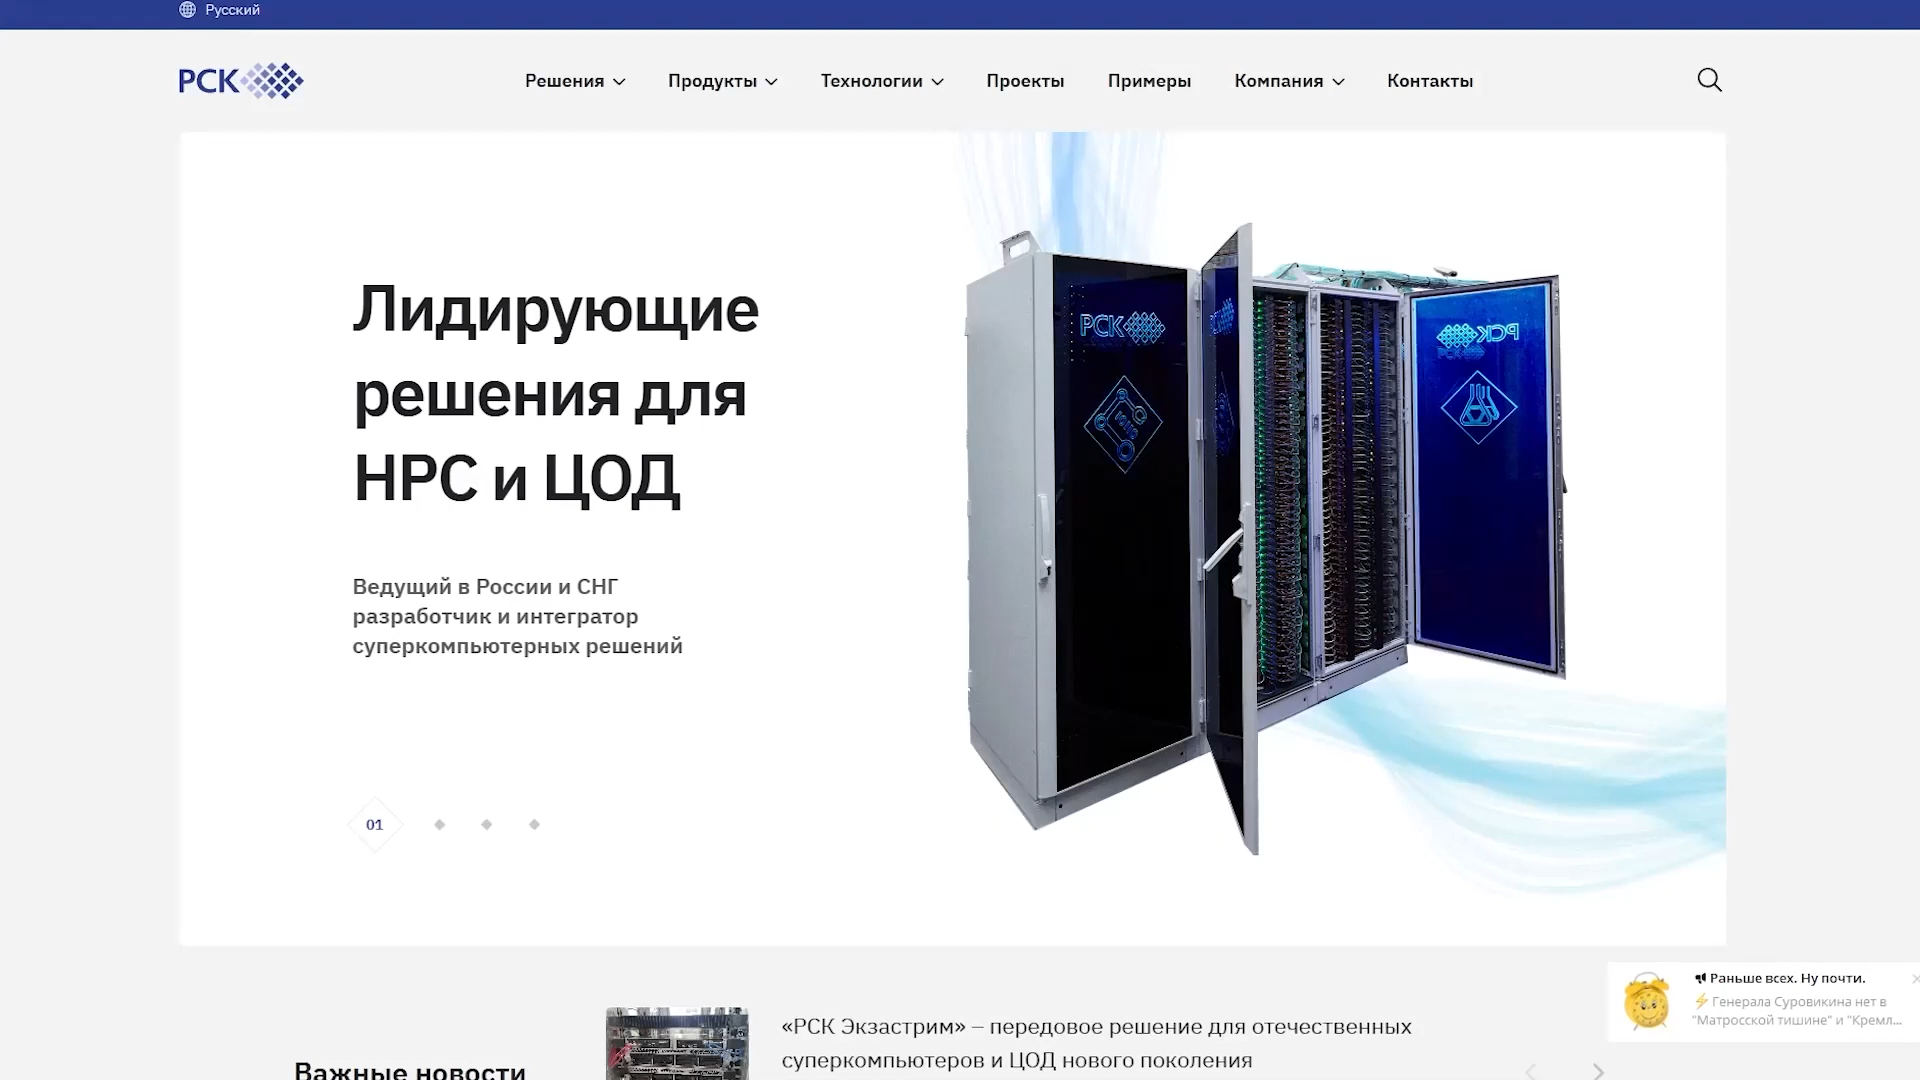 Русский
РСК
Решения
Продукты
Технологии
Проекты
Примеры
Компания
Контакты
Лидирующие
решения для
HPC и ЦОД
Ведущий в России и СНГ
разработчик и интегратор
суперкомпьютерных решений
РСК
РСК
01
Раньше всех. Ну почти.
Генерала Суровикина нет в
"Матросской тишине" и "Кремл...
«РСК Экзастрим» – передовое решение для отечественных
суперкомпьютеров и ЦОД нового поколения
Важные новости